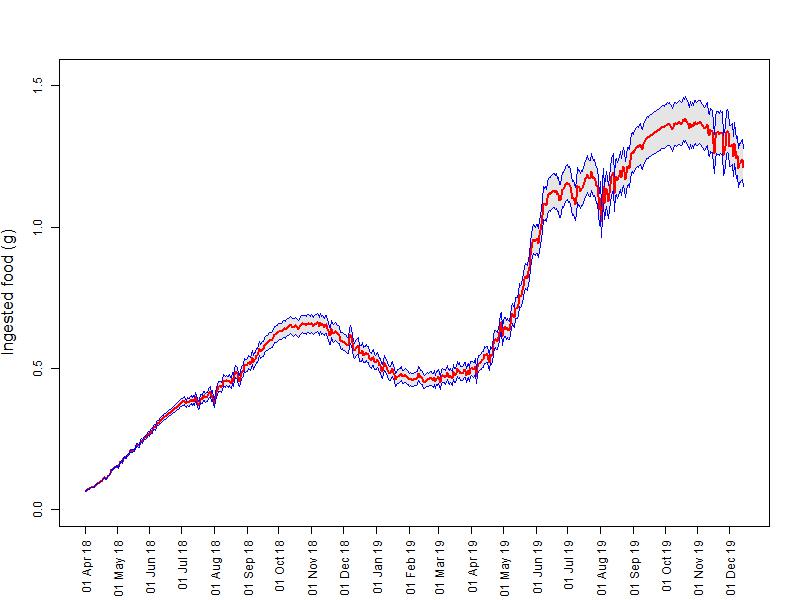 Ingested food (g)
1.5
1.0
0.5
0.0
01 Apr 18
01 May 18
01 Jun 18
01 Jul 18
01 Aug 18
01 Sep 18
01 Oct 18
01 Nov 18
01 Dec 18
01 Jan 19
01 Feb 19
01 Mar 19
01 Apr 19
01 May 19
01 Jun 19
01 Jul 19
01 Aug 19
01 Sep 19
01 Oct 19
01 Nov 19
01 Dec 19